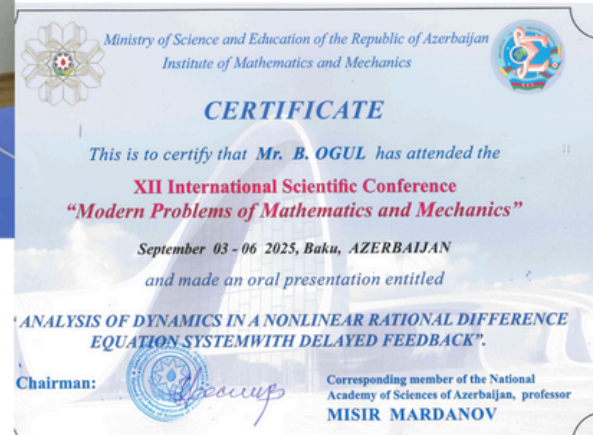 Ministry of Science and Education of the Republic of Azerbaijan
Institute of Mathematics and Mechanics
CERTIFICATE
This is to certify that Mr. B. OGUL has attended the
XII International Scientific Conference
“Modern Problems of Mathematics and Mechanics”
September 03 - 06 2025, Baku, AZERBAIJAN
and made an oral presentation entitled
‘ANALYSIS OF DYNAMICS IN A NONLINEAR RATIONAL DIFFERENCE
EQUATION SYSTEMWITH DELAYED FEEDBACK”.
Chairman:
Corresponding member of the National
Academy of Sciences of Azerbaijan, professor
MISIR MARDANOV